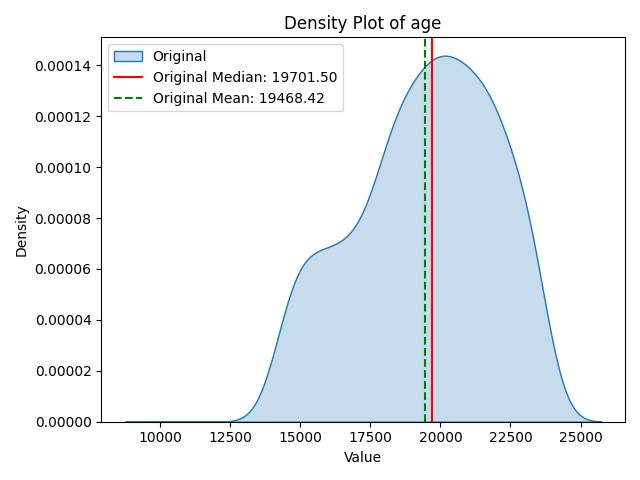 Density Plot of age
Original
Original Median: 19701.50
Original Mean: 19468.42
0.00014
0.00012
0.00010
0.00008
0.00006
0.00004
0.00002
0.00000
Density
10000 12500 15000 17500 20000 22500 25000
Value